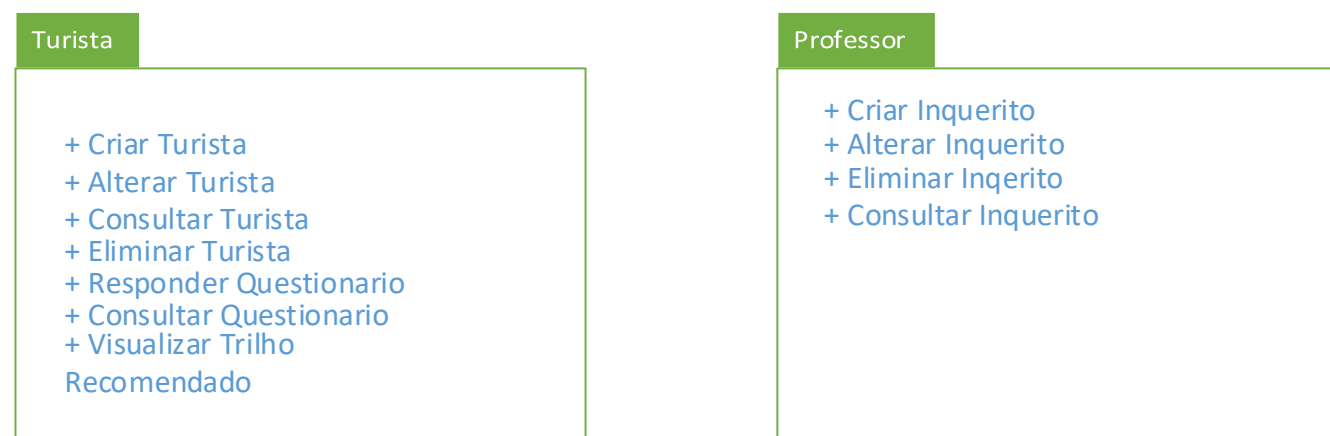 Turista
+ Criar Turista
+ Alterar Turista
+ Consultar Turista
+ Eliminar Turista
+ Responder Questionario
+ Consultar Questionario
+ Visualizar Trilho
Recomendado
Professor
+ Criar Inquerito
+ Alterar Inquerito
+ Eliminar Inqerito
+ Consultar Inquerito